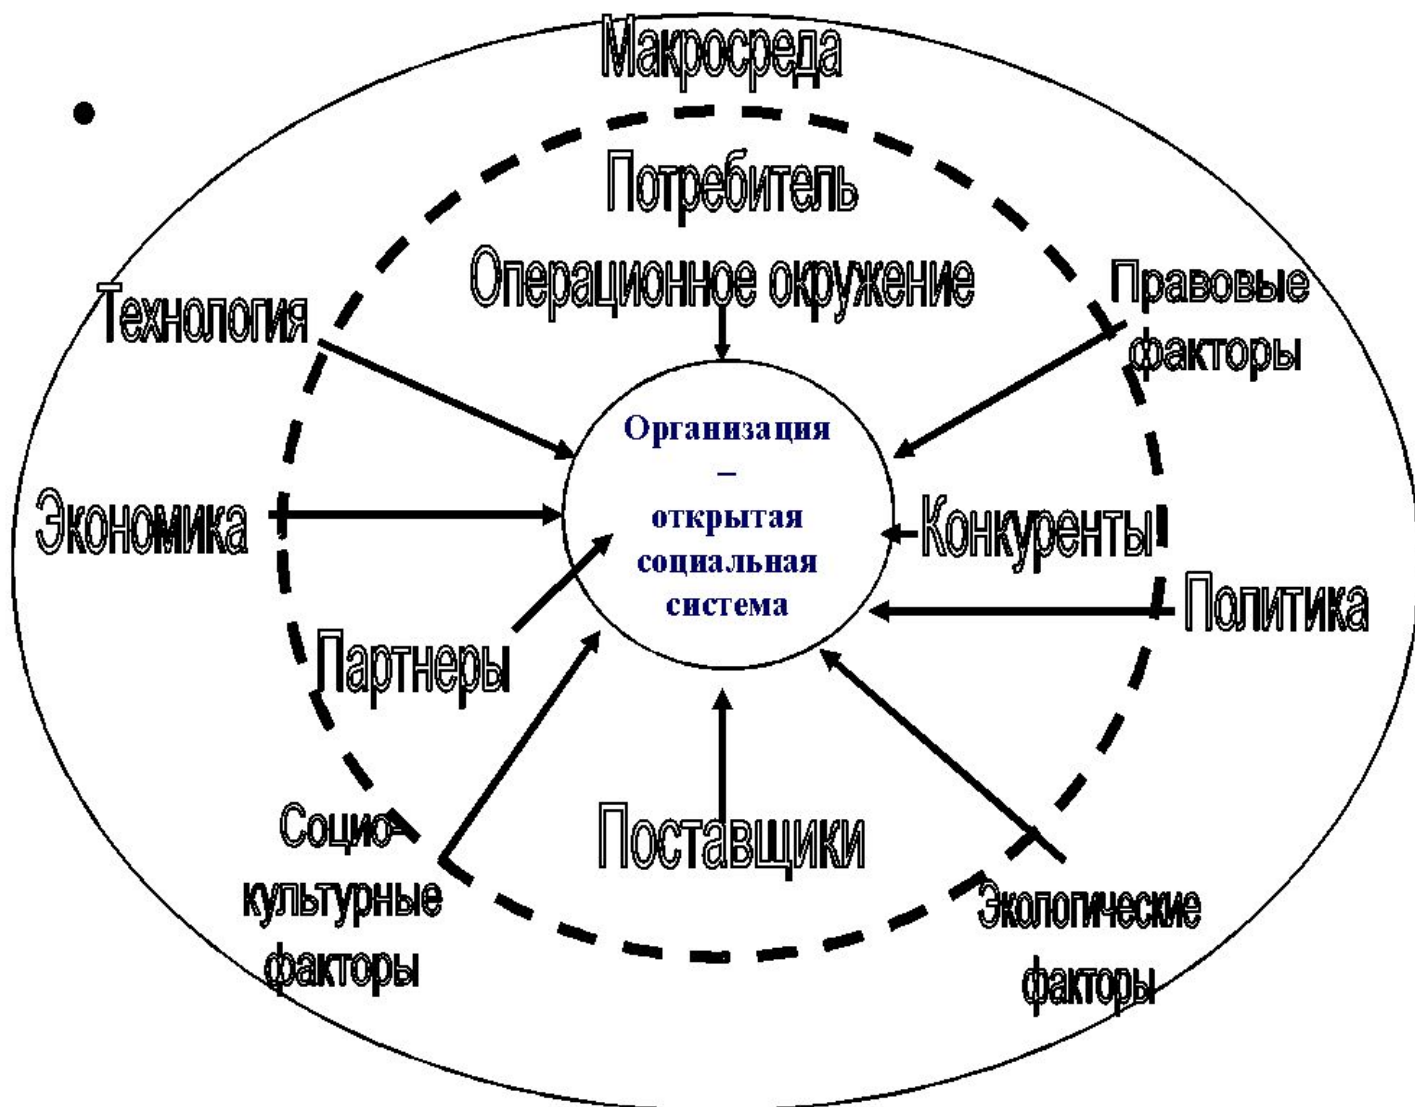 Макросреда
Потребитель
Операционное окружение
Технология
Правовые
факторы
Организация
–
открытая
социальная
система
Экономика
Конкуренты
Политика
Партнеры
Социо-
культурные
факторы
Поставщики
Экологические
факторы